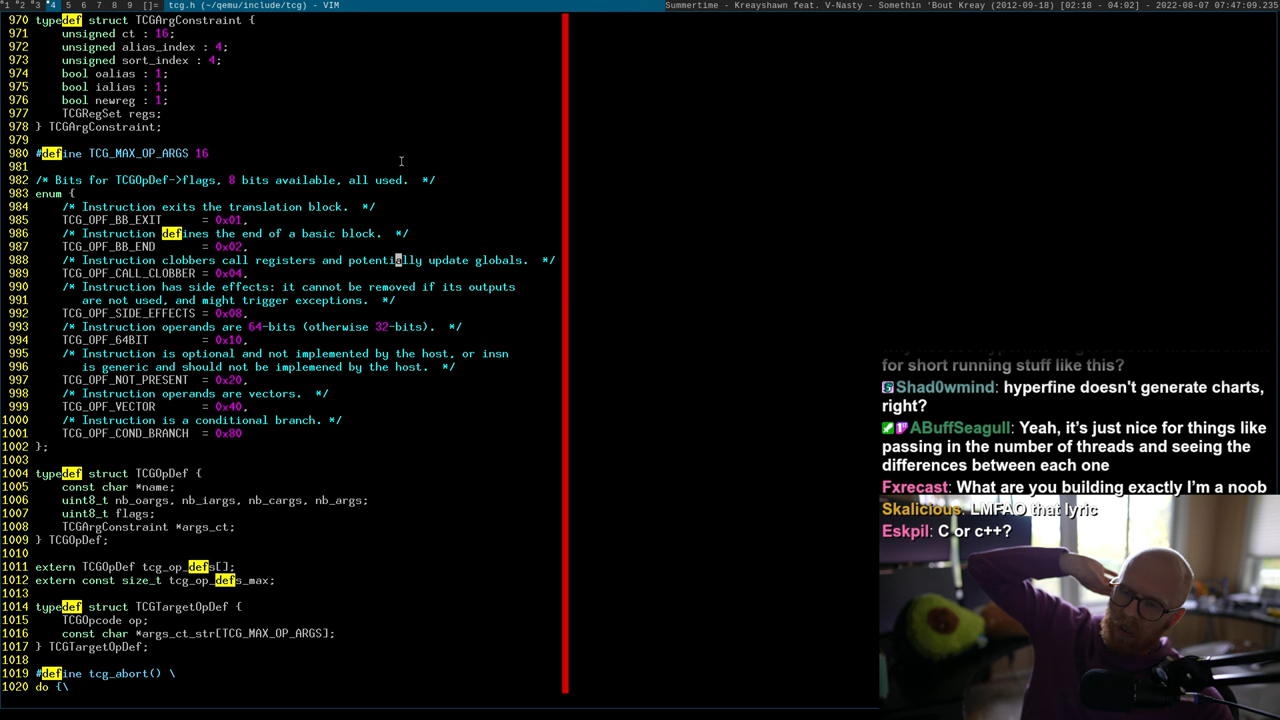 1 2 3 4 5 6 7 8 9 []= tcg.h (~/qemu/include/tcg) - VIM Summertime - Kreayshawn feat. V-Nasty - Somethin 'Bout Kreay (2012-09-18) [02:18 - 04:02] - 2022-08-07 07:47:09.235
970 typedef struct TCGArgConstraint {
971     unsigned ct : 16;
972     unsigned alias_index : 4;
973     unsigned sort_index : 4;
974     bool oalias : 1;
975     bool ialias : 1;
976     bool newreg : 1;
977     TCGRegSet regs;
978 } TCGArgConstraint;
979
980 #define TCG_MAX_OP_ARGS 16
981
982 /* Bits for TCGOpDef->flags, 8 bits available, all used.  */
983 enum {
984     /* Instruction exits the translation block.  */
985     TCG_OPF_BB_EXIT      = 0x01,
986     /* Instruction defines the end of a basic block.  */
987     TCG_OPF_BB_END       = 0x02,
988     /* Instruction clobbers call registers and potentially update globals.  */
989     TCG_OPF_CALL_CLOBBER = 0x04,
990     /* Instruction has side effects: it cannot be removed if its outputs
991        are not used, and might trigger exceptions.  */
992     TCG_OPF_SIDE_EFFECTS = 0x08,
993     /* Instruction operands are 64-bits (otherwise 32-bits).  */
994     TCG_OPF_64BIT        = 0x10,
995     /* Instruction is optional and not implemented by the host, or insn
996        is generic and should not be implemened by the host.  */
997     TCG_OPF_NOT_PRESENT  = 0x20,
998     /* Instruction operands are vectors.  */
999     TCG_OPF_VECTOR       = 0x40,
1000     /* Instruction is a conditional branch. */
1001     TCG_OPF_COND_BRANCH  = 0x80
1002 };
1003
1004 typedef struct TCGOpDef {
1005     const char *name;
1006     uint8_t nb_oargs, nb_iargs, nb_cargs, nb_args;
1007     uint8_t flags;
1008     TCGArgConstraint *args_ct;
1009 } TCGOpDef;
1010
1011 extern TCGOpDef tcg_op_defs[];
1012 extern const size_t tcg_op_defs_max;
1013
1014 typedef struct TCGTargetOpDef {
1015     TCGOpcode op;
1016     const char *args_ct_str[TCG_MAX_OP_ARGS];
1017 } TCGTargetOpDef;
1018
1019 #define tcg_abort() \
1020 do {\
for short running stuff like this?
Shad0wmind: hyperfine doesn't generate charts,
right?
ABuffSeagull: Yeah, it's just nice for things like
passing in the number of threads and seeing the
differences between each one
Fxrecast: What are you building exactly I'm a noob
Skalicious: LMFAO that lyric
Eskpil: C or c++?